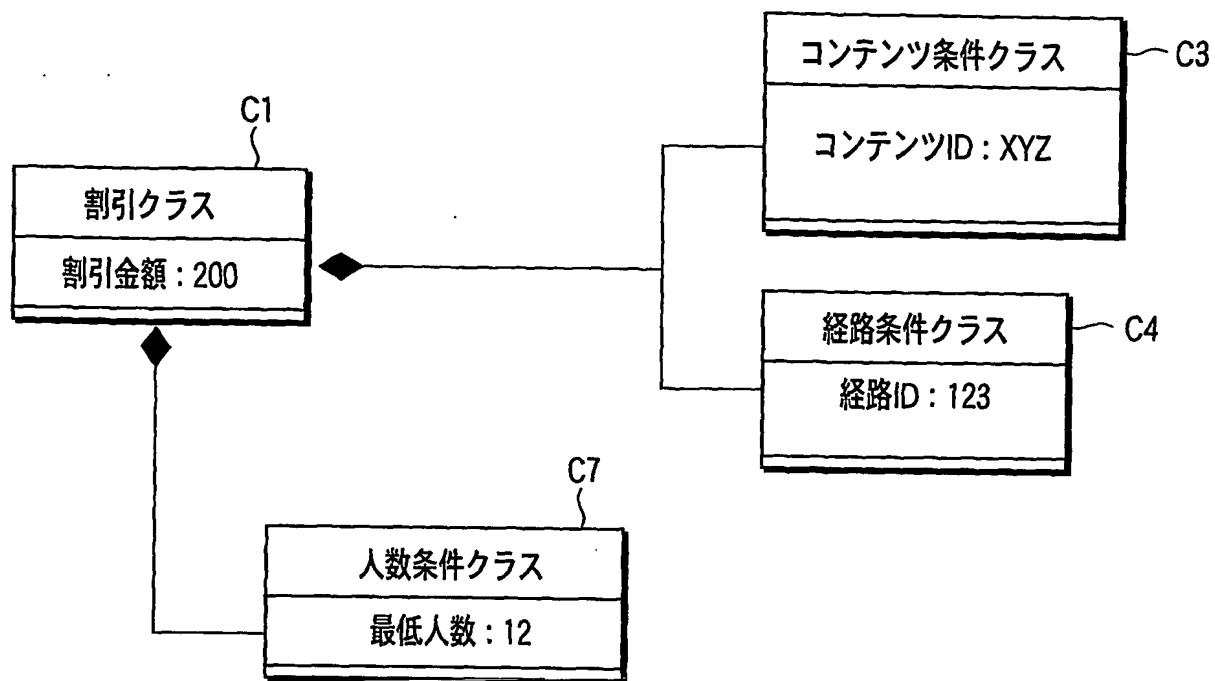 コンテンツ条件クラス
C3
コンテンツID : XYZ
C1
割引クラス
割引金額 : 200
経路条件クラス
C4
経路ID : 123
C7
人数条件クラス
最低人数 : 12